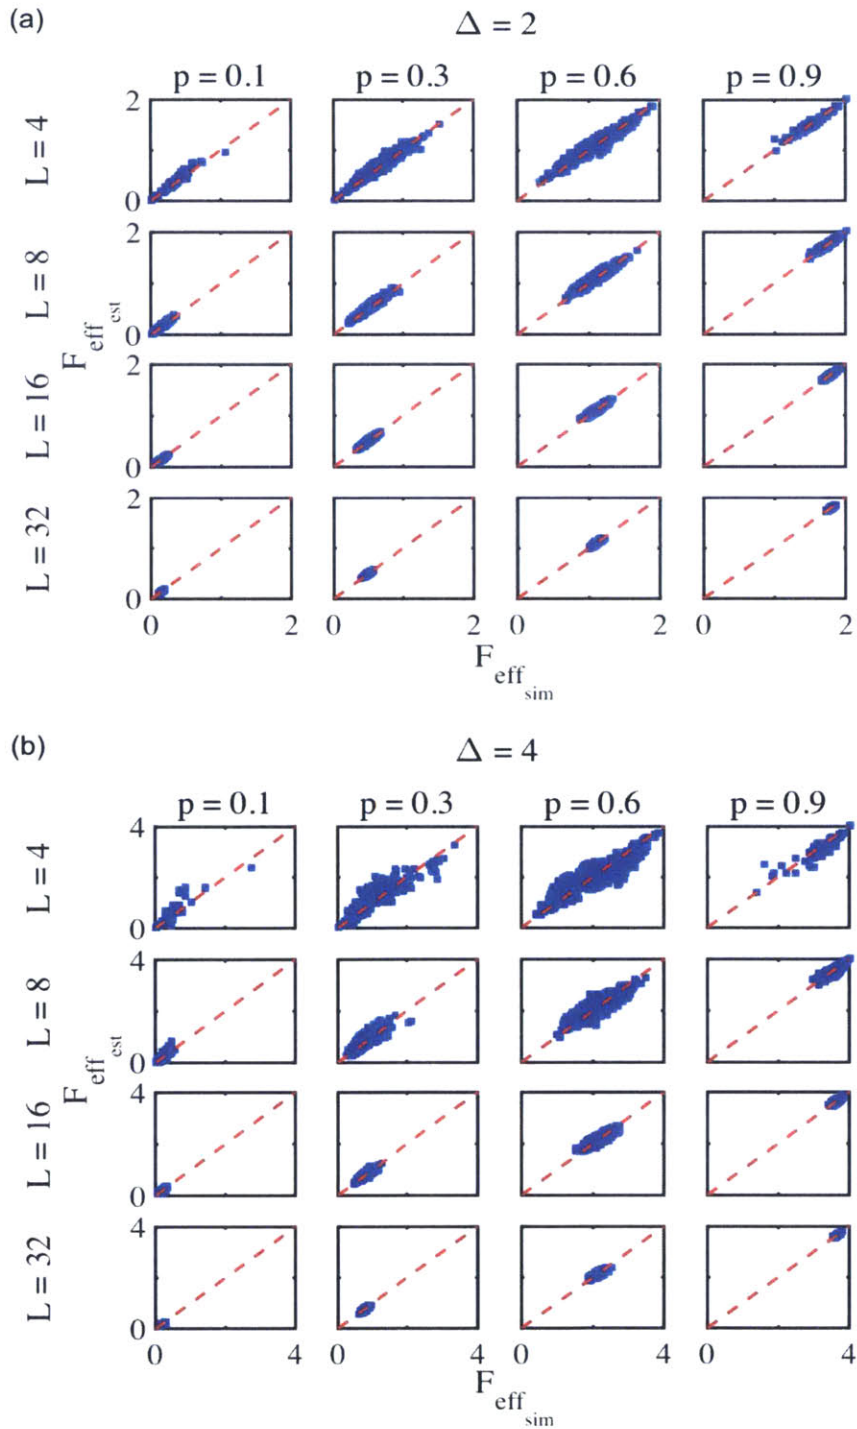 (a)
Δ = 2
p = 0.1 p = 0.3 p = 0.6 p = 0.9
L = 4
2
0
L = 8
2
0
F_eff_est
L = 16
2
0
L = 32
2
0
0 2 0 2 0 2 0 2
F_eff_sim
(b)
Δ = 4
p = 0.1 p = 0.3 p = 0.6 p = 0.9
L = 4
4
0
L = 8
4
0
F_eff_est
L = 16
4
0
L = 32
4
0
0 4 0 4 0 4 0 4
F_eff_sim